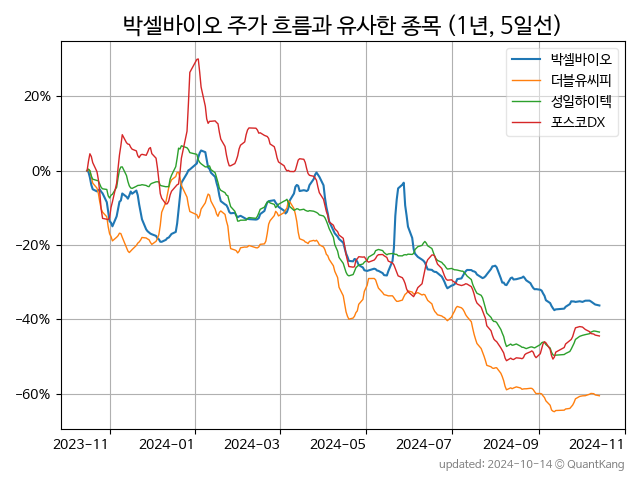 박셀바이오 주가 흐름과 유사한 종목 (1년, 5일선)
박셀바이오
더블유씨피
성일하이텍
포스코DX
20%
0%
−20%
−40%
−60%
2023-11 2024-01 2024-03 2024-05 2024-07 2024-09 2024-11
updated: 2024-10-14 © QuantKang